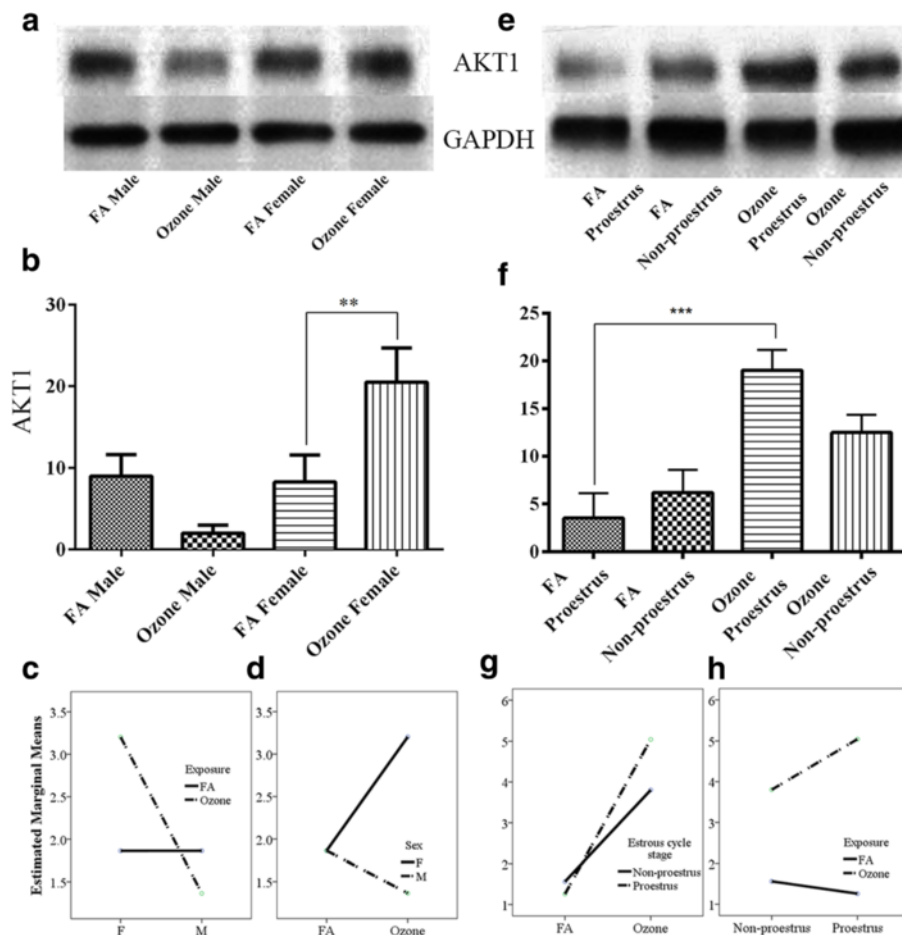 a
e
AKT1
GAPDH
FA Male
Ozone Male
FA Female
Ozone Female
FA
Proestrus
FA
Non-proestrus
Ozone
Proestrus
Ozone
Non-proestrus
b
AKT1
30
20
10
0
**
FA Male
Ozone Male
FA Female
Ozone Female
f
25
20
15
10
5
0
***
FA
Proestrus
FA
Non-proestrus
Ozone
Proestrus
Ozone
Non-proestrus
c
Estimated Marginal Means
3.5
3.0
2.5
2.0
1.5
Exposure
FA
Ozone
F
M
d
3.5
3.0
2.5
2.0
1.5
Sex
F
M
FA
Ozone
g
6
5
4
3
2
1
Estrous cycle
stage
Non-proestrus
Proestrus
FA
Ozone
h
6
5
4
3
2
1
Exposure
FA
Ozone
Non-proestrus
Proestrus